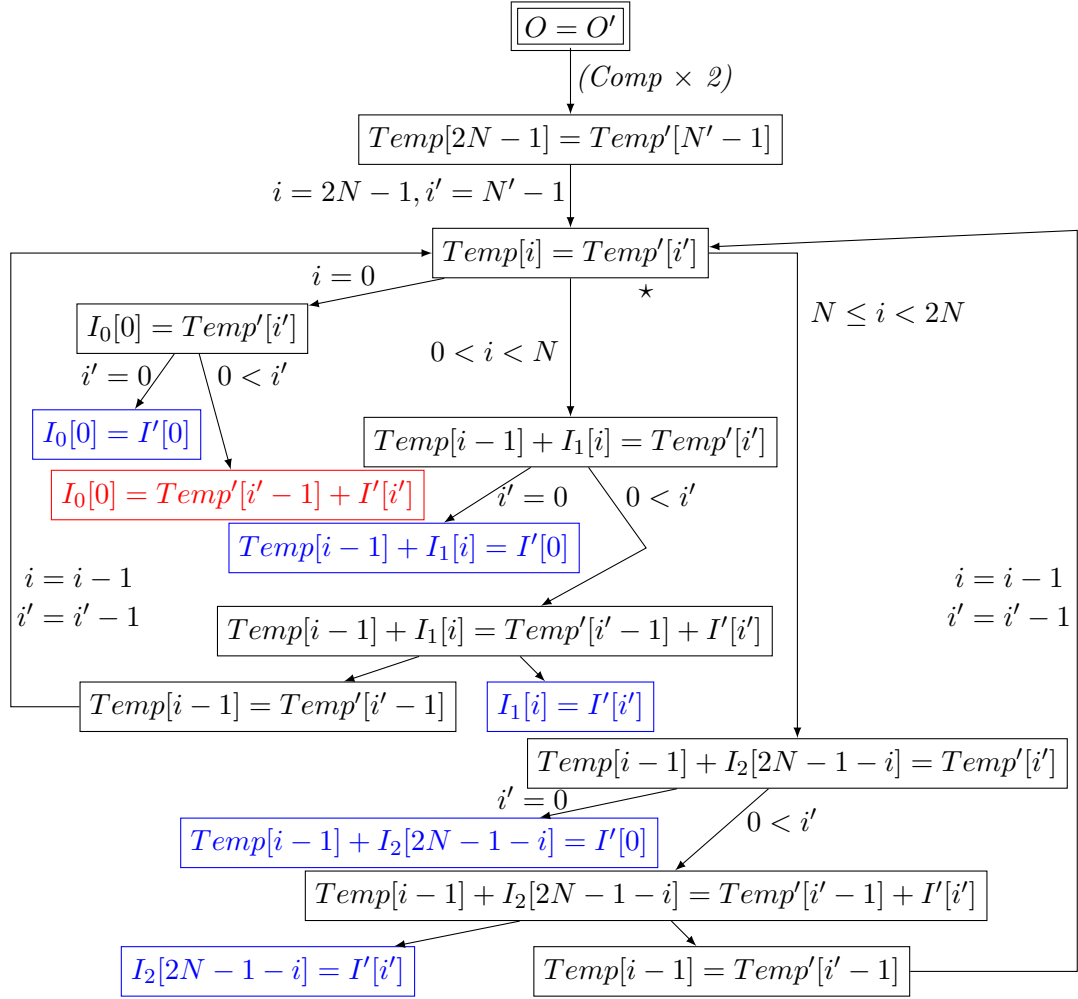 O = O′
(Comp × 2)
Temp[2N − 1] = Temp′[N′ − 1]
i = 2N − 1, i′ = N′ − 1
Temp[i] = Temp′[i′]
⋆
i = 0
N ≤ i < 2N
I₀[0] = Temp′[i′]
0 < i < N
i′ = 0
0 < i′
I₀[0] = I′[0]
Temp[i − 1] + I₁[i] = Temp′[i′]
I₀[0] = Temp′[i′ − 1] + I′[i′]
i′ = 0
0 < i′
Temp[i − 1] + I₁[i] = I′[0]
i = i − 1
i′ = i′ − 1
i = i − 1
i′ = i′ − 1
Temp[i − 1] + I₁[i] = Temp′[i′ − 1] + I′[i′]
Temp[i − 1] = Temp′[i′ − 1]
I₁[i] = I′[i′]
Temp[i − 1] + I₂[2N − 1 − i] = Temp′[i′]
i′ = 0
0 < i′
Temp[i − 1] + I₂[2N − 1 − i] = I′[0]
Temp[i − 1] + I₂[2N − 1 − i] = Temp′[i′ − 1] + I′[i′]
I₂[2N − 1 − i] = I′[i′]
Temp[i − 1] = Temp′[i′ − 1]